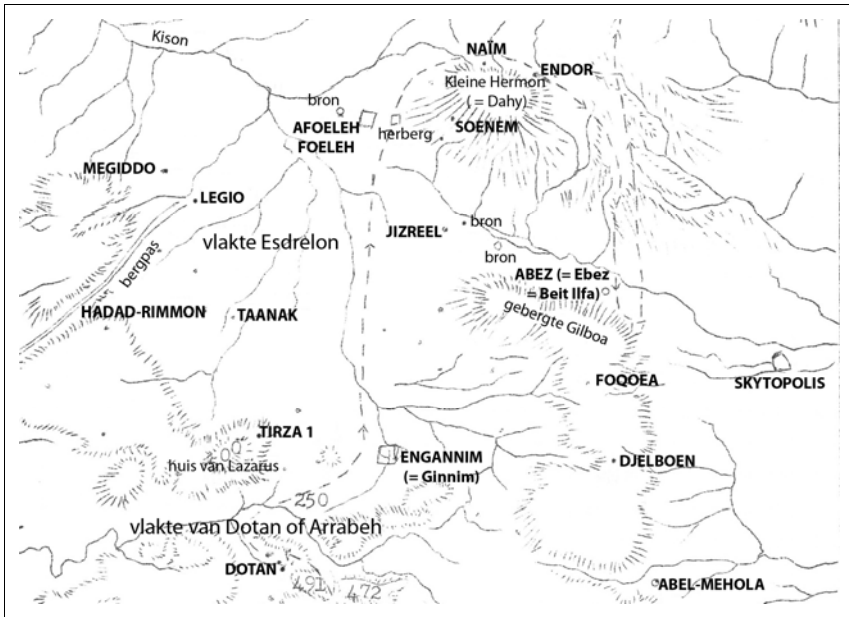 Kison
NAÏM
ENDOR
Kleine Hermon
(= Dahy)
bron
AFOELEH
FOELEH
herberg
SOENEM
MEGIDDO
LEGIO
vlakte Esdrelon
bergpas
JIZREEL
bron
bron
ABEZ (= Ebez
= Beit Ilfa)
gebergte Gilboa
HADAD-RIMMON
TAANAK
FOQOEA
SKYTOPOLIS
TIRZA 1
huis van Lazarus
ENGANNIM
(= Ginnim)
DJELBOEN
250
vlakte van Dotan of Arrabeh
DOTAN
491
472
ABEL-MEHOLA